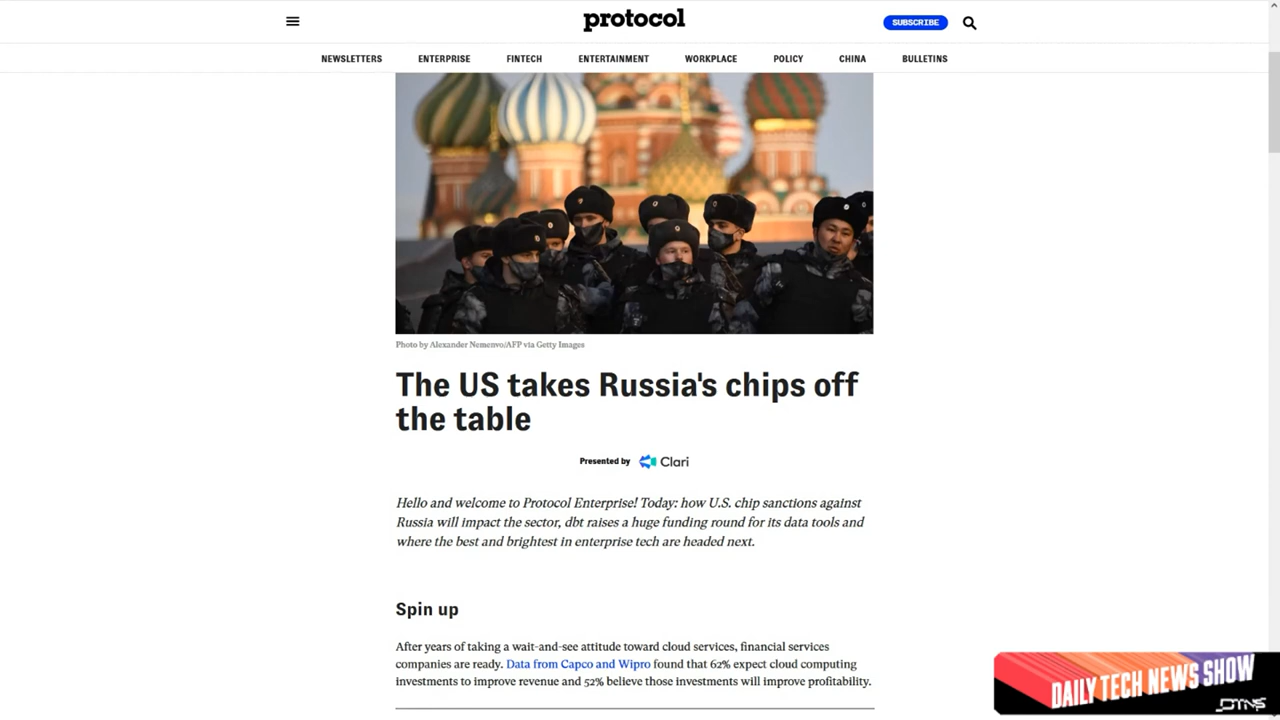 protocol
SUBSCRIBE
NEWSLETTERS ENTERPRISE FINTECH ENTERTAINMENT WORKPLACE POLICY CHINA BULLETINS
Photo by Alexander Nemenvo/AFP via Getty Images
The US takes Russia's chips off
the table
Presented by Clari
Hello and welcome to Protocol Enterprise! Today: how U.S. chip sanctions against
Russia will impact the sector, dbt raises a huge funding round for its data tools and
where the best and brightest in enterprise tech are headed next.
Spin up
After years of taking a wait-and-see attitude toward cloud services, financial services
companies are ready. Data from Capco and Wipro found that 62% expect cloud computing
investments to improve revenue and 52% believe those investments will improve profitability.
DAILY TECH NEWS SHOW
DTNS